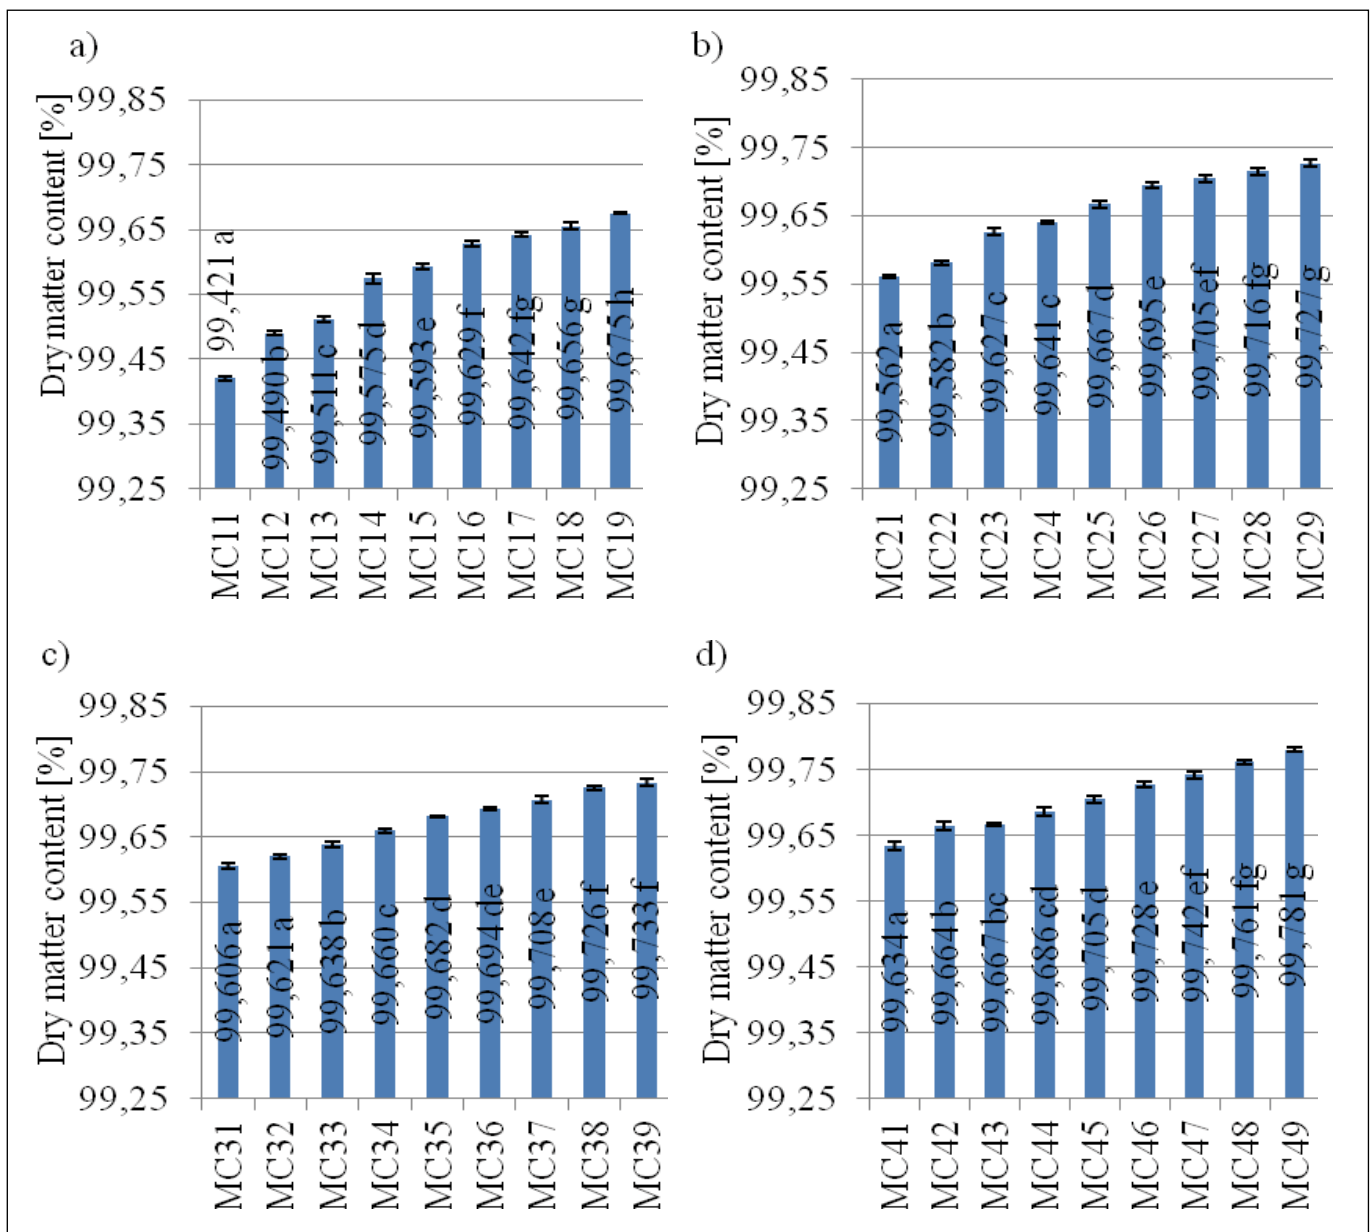 a)
Dry matter content [%]
99,85
99,75
99,65
99,55
99,45
99,35
99,25
99,421 a
99,490 b
99,511 c
99,575 d
99,593 e
99,629 f
99,642 fg
99,656 g
99,675 h
MC11
MC12
MC13
MC14
MC15
MC16
MC17
MC18
MC19
b)
Dry matter content [%]
99,85
99,75
99,65
99,55
99,45
99,35
99,25
99,562 a
99,582 b
99,627 c
99,641 c
99,667 d
99,695 e
99,705 ef
99,716 fg
99,727 g
MC21
MC22
MC23
MC24
MC25
MC26
MC27
MC28
MC29
c)
Dry matter content [%]
99,85
99,75
99,65
99,55
99,45
99,35
99,25
99,606 a
99,621 a
99,638 b
99,660 c
99,682 d
99,694 de
99,708 e
99,726 f
99,733 f
MC31
MC32
MC33
MC34
MC35
MC36
MC37
MC38
MC39
d)
Dry matter content [%]
99,85
99,75
99,65
99,55
99,45
99,35
99,25
99,634 a
99,664 b
99,667 bc
99,686 cd
99,705 d
99,728 e
99,742 ef
99,761 fg
99,781 g
MC41
MC42
MC43
MC44
MC45
MC46
MC47
MC48
MC49